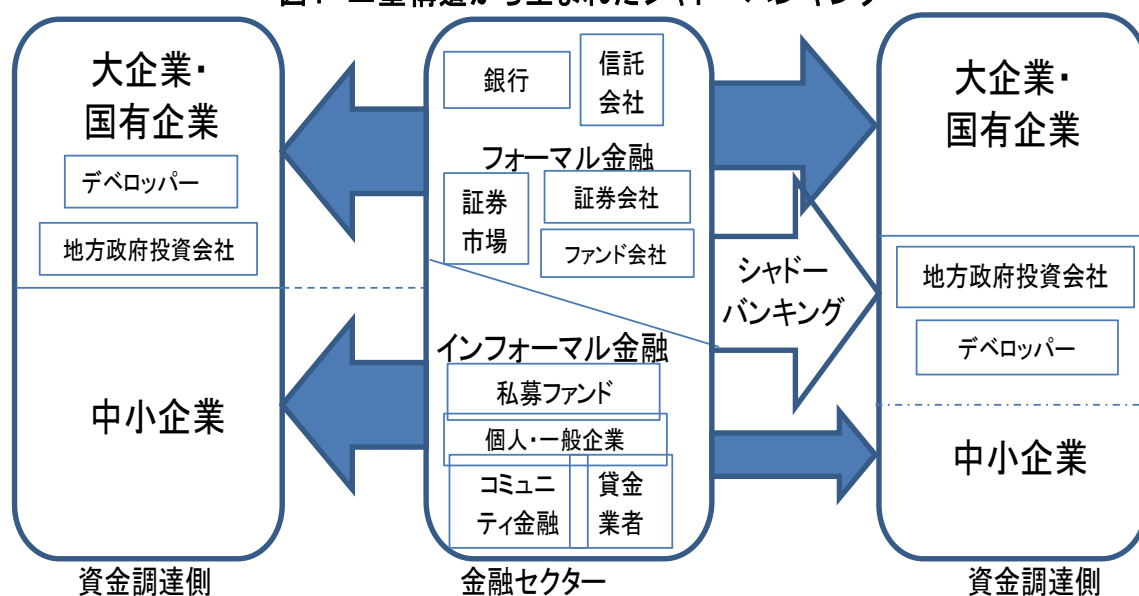 大企業・
国有企業
デベロッパー
地方政府投資会社
中小企業
資金調達側
銀行
信託
会社
フォーマル金融
証券
市場
証券会社
ファンド会社
インフォーマル金融
私募ファンド
個人・一般企業
コミュニ
ティ金融
貸金
業者
金融セクター
シャドー
バンキング
大企業・
国有企業
地方政府投資会社
デベロッパー
中小企業
資金調達側